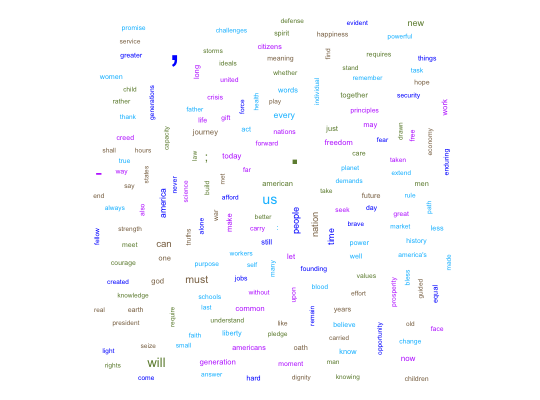 defense
promise
challenges
spirit
happiness
evident
new
service
powerful
citizens
greater
,
storms
long
ideals
meaning
find
requires
things
women
united
whether
stand
remember
task
child
generations
words
individual
hope
rather
crisis
force
health
play
together
security
thank
father
gift
every
principles
work
creed
capacity
life
act
nations
just
may
drawn
free
economy
journey
forward
freedom
fear
shall
hours
law
;
today
.
care
taken
enduring
true
states
-
way
far
planet
extend
say
never
science
build
met
american
take
demands
men
end
america
afford
us
future
rule
always
also
war
better
people
nation
seek
day
great
path
fellow
strength
truths
alone
make
carry
:
time
brave
market
less
meet
can
still
power
history
courage
one
purpose
workers
self
many
let
well
america's
made
founding
created
god
must
jobs
values
prosperity
bless
guided
equal
knowledge
schools
without
upon
blood
effort
real
earth
require
last
common
remain
years
president
understand
like
believe
opportunity
old
face
faith
liberty
pledge
carried
change
light
seize
small
americans
oath
know
now
rights
will
generation
moment
man
come
answer
hard
dignity
knowing
children